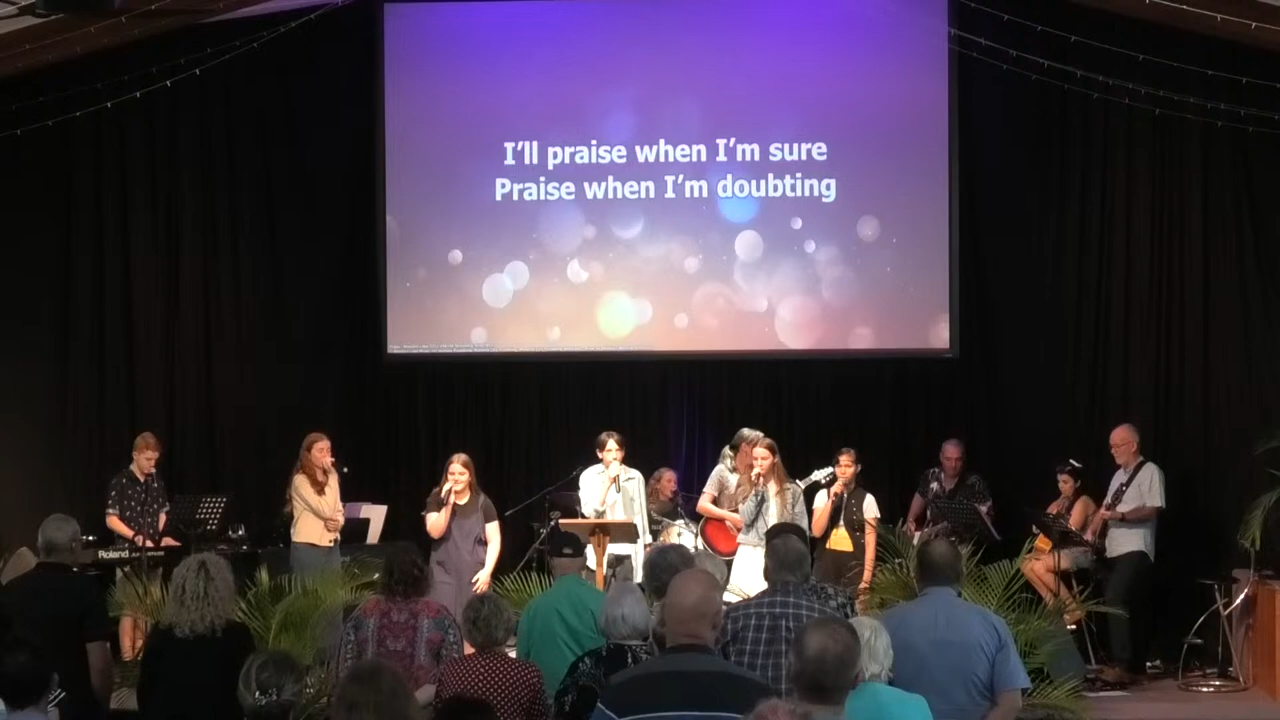 I'll praise when I'm sure
Praise when I'm doubting
Roland